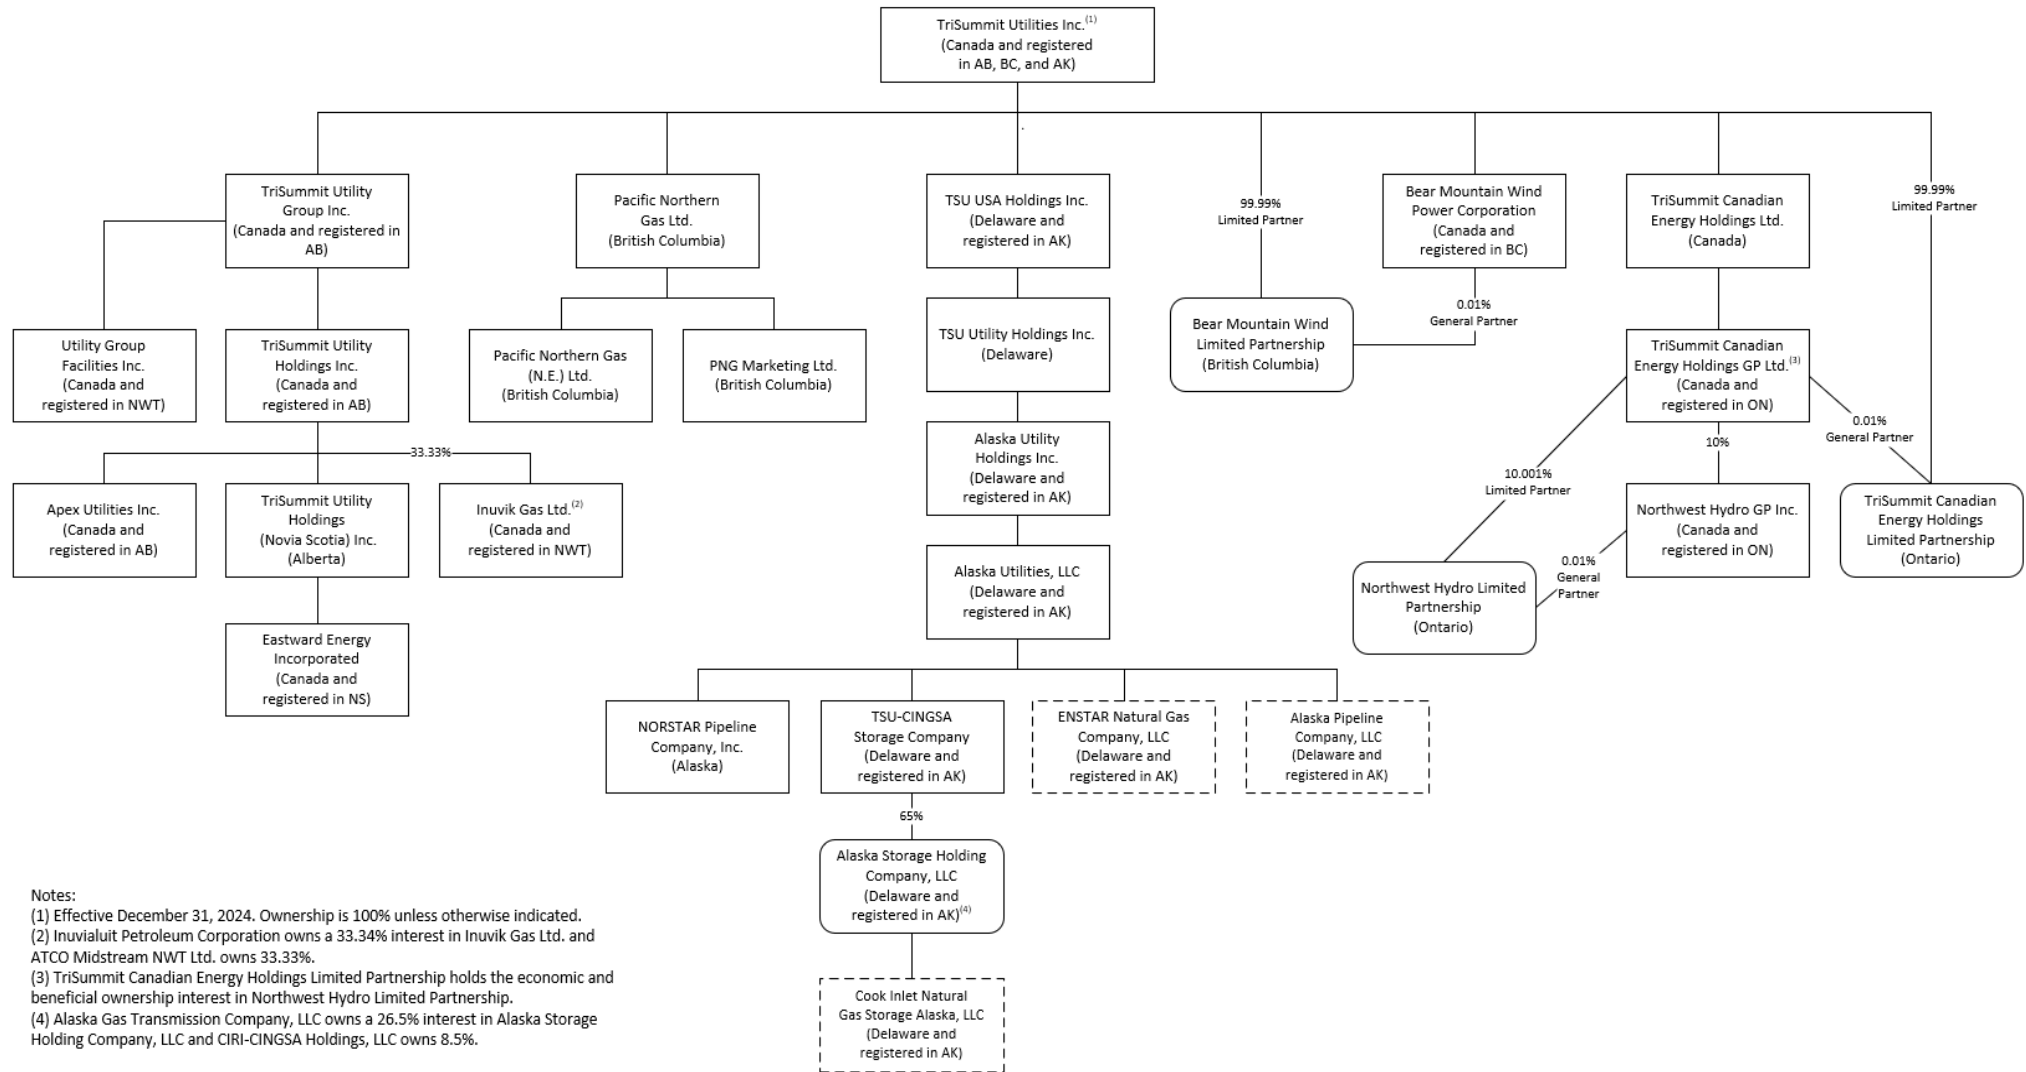 TriSummit Utilities Inc.(1)
(Canada and registered
in AB, BC, and AK)
TriSummit Utility
Group Inc.
(Canada and registered in
AB)
Pacific Northern
Gas Ltd.
(British Columbia)
TSU USA Holdings Inc.
(Delaware and
registered in AK)
99.99%
Limited Partner
Bear Mountain Wind
Power Corporation
(Canada and
registered in BC)
TriSummit Canadian
Energy Holdings Ltd.
(Canada)
99.99%
Limited Partner
Utility Group
Facilities Inc.
(Canada and
registered in NWT)
TriSummit Utility
Holdings Inc.
(Canada and
registered in AB)
Pacific Northern Gas
(N.E.) Ltd.
(British Columbia)
PNG Marketing Ltd.
(British Columbia)
TSU Utility Holdings Inc.
(Delaware)
Bear Mountain Wind
Limited Partnership
(British Columbia)
0.01%
General Partner
TriSummit Canadian
Energy Holdings GP Ltd.(3)
(Canada and
registered in ON)
33.33%
Alaska Utility
Holdings Inc.
(Delaware and
registered in AK)
10.001%
Limited Partner
10%
0.01%
General Partner
Apex Utilities Inc.
(Canada and
registered in AB)
TriSummit Utility
Holdings
(Novia Scotia) Inc.
(Alberta)
Inuvik Gas Ltd.(2)
(Canada and
registered in NWT)
Northwest Hydro GP Inc.
(Canada and
registered in ON)
TriSummit Canadian
Energy Holdings
Limited Partnership
(Ontario)
Alaska Utilities, LLC
(Delaware and
registered in AK)
Northwest Hydro Limited
Partnership
(Ontario)
0.01%
General
Partner
Eastward Energy
Incorporated
(Canada and
registered in NS)
NORSTAR Pipeline
Company, Inc.
(Alaska)
TSU-CINGSA
Storage Company
(Delaware and
registered in AK)
ENSTAR Natural Gas
Company, LLC
(Delaware and
registered in AK)
Alaska Pipeline
Company, LLC
(Delaware and
registered in AK)
65%
Alaska Storage Holding
Company, LLC
(Delaware and
registered in AK)(4)
Cook Inlet Natural
Gas Storage Alaska, LLC
(Delaware and
registered in AK)
Notes:
(1) Effective December 31, 2024. Ownership is 100% unless otherwise indicated.
(2) Inuvialuit Petroleum Corporation owns a 33.34% interest in Inuvik Gas Ltd. and
ATCO Midstream NWT Ltd. owns 33.33%.
(3) TriSummit Canadian Energy Holdings Limited Partnership holds the economic and
beneficial ownership interest in Northwest Hydro Limited Partnership.
(4) Alaska Gas Transmission Company, LLC owns a 26.5% interest in Alaska Storage
Holding Company, LLC and CIRI-CINGSA Holdings, LLC owns 8.5%.